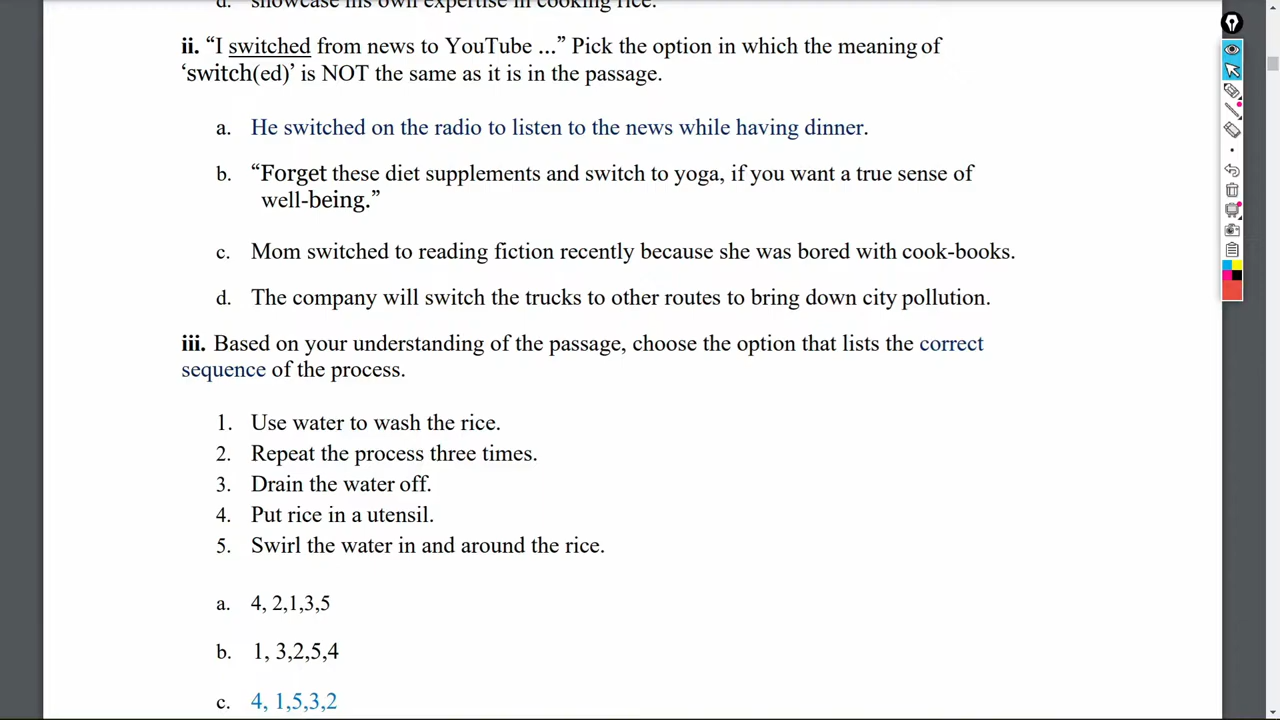 d. showcase his own expertise in cooking rice.
ii. “I switched from news to YouTube ...” Pick the option in which the meaning of
‘switch(ed)’ is NOT the same as it is in the passage.
a. He switched on the radio to listen to the news while having dinner.
b. “Forget these diet supplements and switch to yoga, if you want a true sense of
well-being.”
c. Mom switched to reading fiction recently because she was bored with cook-books.
d. The company will switch the trucks to other routes to bring down city pollution.
iii. Based on your understanding of the passage, choose the option that lists the correct
sequence of the process.
1. Use water to wash the rice.
2. Repeat the process three times.
3. Drain the water off.
4. Put rice in a utensil.
5. Swirl the water in and around the rice.
a. 4, 2,1,3,5
b. 1, 3,2,5,4
c. 4, 1,5,3,2